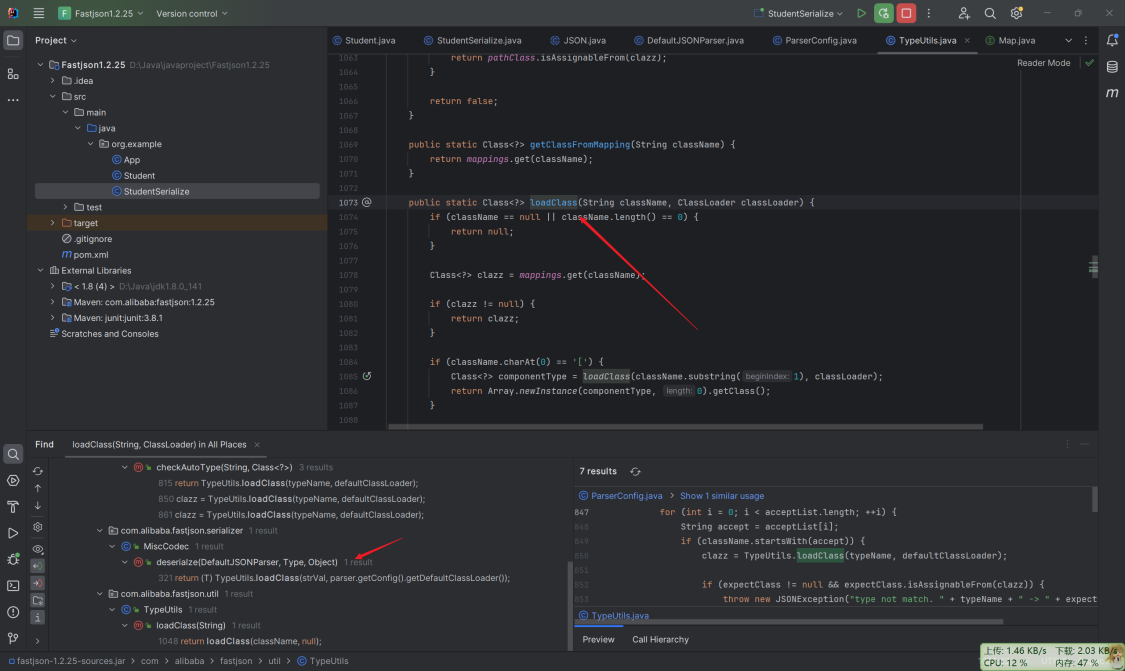 Fastjson1.2.25 Version control StudentSerialize
Project
Student.java StudentSerialize.java JSON.java DefaultJSONParser.java ParserConfig.java TypeUtils.java Map.java
Reader Mode
Fastjson1.2.25 D:\Java\javaproject\Fastjson1.2.25
.idea
src
main
java
org.example
App
Student
StudentSerialize
test
target
.gitignore
pom.xml
External Libraries
< 1.8 (4) > D:\Java\jdk1.8.0_141
Maven: com.alibaba:fastjson:1.2.25
Maven: junit:junit:3.8.1
Scratches and Consoles
1063 return pathClass.isAssignableFrom(clazz);
1064 }
1065
1066 return false;
1067 }
1068
1069 public static Class<?> getClassFromMapping(String className) {
1070 return mappings.get(className);
1071 }
1072
1073 public static Class<?> loadClass(String className, ClassLoader classLoader) {
1074 if (className == null || className.length() == 0) {
1075 return null;
1076 }
1077
1078 Class<?> clazz = mappings.get(className);
1079
1080 if (clazz != null) {
1081 return clazz;
1082 }
1083
1084 if (className.charAt(0) == '[') {
1085 Class<?> componentType = loadClass(className.substring( beginIndex: 1), classLoader);
1086 return Array.newInstance(componentType, length: 0).getClass();
1087 }
1088
Find loadClass(String, ClassLoader) in All Places
checkAutoType(String, Class<?>) 3 results
815 return TypeUtils.loadClass(typeName, defaultClassLoader);
850 clazz = TypeUtils.loadClass(typeName, defaultClassLoader);
861 clazz = TypeUtils.loadClass(typeName, defaultClassLoader);
com.alibaba.fastjson.serializer 1 result
MiscCodec 1 result
deserialze(DefaultJSONParser, Type, Object) 1 result
321 return (T) TypeUtils.loadClass(strVal, parser.getConfig().getDefaultClassLoader());
com.alibaba.fastjson.util 1 result
TypeUtils 1 result
loadClass(String) 1 result
1048 return loadClass(className, null);
7 results
ParserConfig.java Show 1 similar usage
847 for (int i = 0; i < acceptList.length; ++i) {
848 String accept = acceptList[i];
849 if (className.startsWith(accept)) {
850 clazz = TypeUtils.loadClass(typeName, defaultClassLoader);
851
852 if (expectClass != null && expectClass.isAssignableFrom(clazz)) {
853 throw new JSONException("type not match. " + typeName + " -> " + expect
TypeUtils.java
Preview Call Hierarchy
fastjson-1.2.25-sources.jar com alibaba fastjson util TypeUtils
上传: 1.46 KB/s 下载: 2.03 KB/s
CPU: 12 % 内存: 47 %